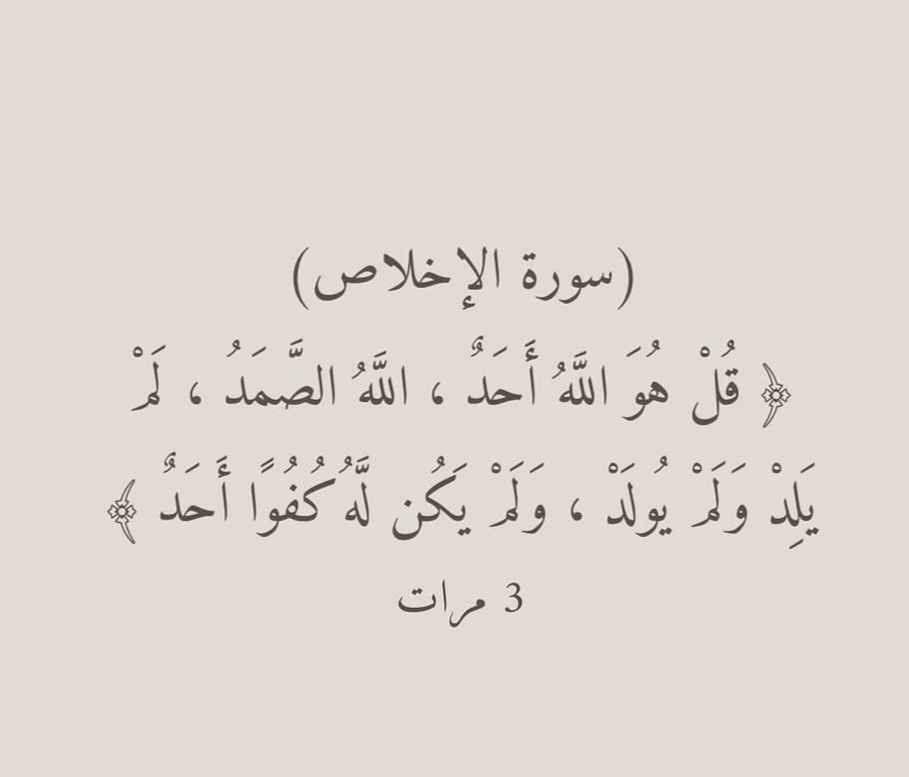 (سورة الإخلاص)
﴿ قُلْ هُوَ اللَّهُ أَحَدٌ ، اللَّهُ الصَّمَدُ ، لَمْ
يَلِدْ وَلَمْ يُولَدْ ، وَلَمْ يَكُن لَّهُ كُفُوًا أَحَدٌ ﴾
3 مرات